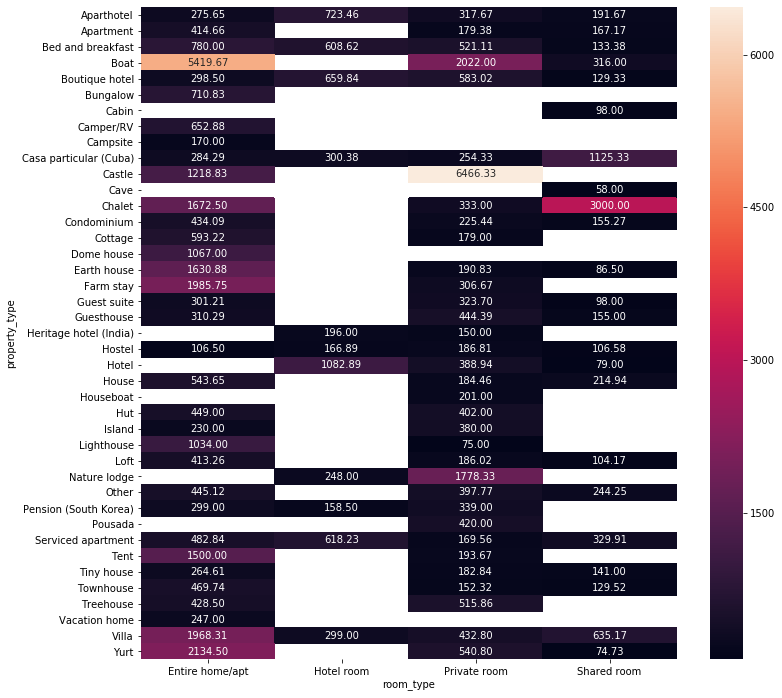 property_type
Aparthotel 275.65 723.46 317.67 191.67
Apartment 414.66 179.38 167.17
Bed and breakfast 780.00 608.62 521.11 133.38
Boat 5419.67 2022.00 316.00
Boutique hotel 298.50 659.84 583.02 129.33
Bungalow 710.83
Cabin 98.00
Camper/RV 652.88
Campsite 170.00
Casa particular (Cuba) 284.29 300.38 254.33 1125.33
Castle 1218.83 6466.33
Cave 58.00
Chalet 1672.50 333.00 3000.00
Condominium 434.09 225.44 155.27
Cottage 593.22 179.00
Dome house 1067.00
Earth house 1630.88 190.83 86.50
Farm stay 1985.75 306.67
Guest suite 301.21 323.70 98.00
Guesthouse 310.29 444.39 155.00
Heritage hotel (India) 196.00 150.00
Hostel 106.50 166.89 186.81 106.58
Hotel 1082.89 388.94 79.00
House 543.65 184.46 214.94
Houseboat 201.00
Hut 449.00 402.00
Island 230.00 380.00
Lighthouse 1034.00 75.00
Loft 413.26 186.02 104.17
Nature lodge 248.00 1778.33
Other 445.12 397.77 244.25
Pension (South Korea) 299.00 158.50 339.00
Pousada 420.00
Serviced apartment 482.84 618.23 169.56 329.91
Tent 1500.00 193.67
Tiny house 264.61 182.84 141.00
Townhouse 469.74 152.32 129.52
Treehouse 428.50 515.86
Vacation home 247.00
Villa 1968.31 299.00 432.80 635.17
Yurt 2134.50 540.80 74.73
Entire home/apt Hotel room Private room Shared room
room_type
6000
4500
3000
1500